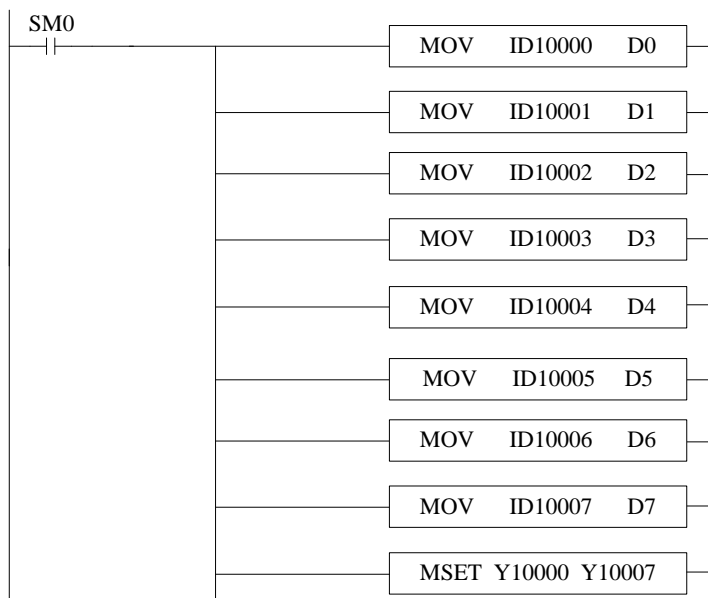 SM0
MOV ID10000 D0
MOV ID10001 D1
MOV ID10002 D2
MOV ID10003 D3
MOV ID10004 D4
MOV ID10005 D5
MOV ID10006 D6
MOV ID10007 D7
MSET Y10000 Y10007